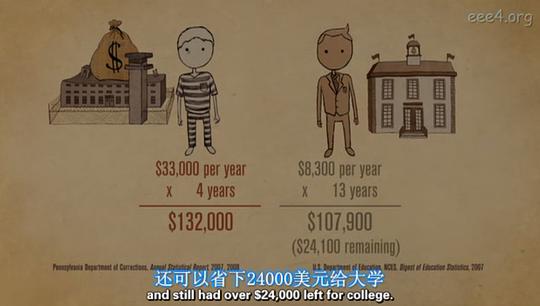 eee4.org
$
$33,000 per year
x 4 years
$132,000
$8,300 per year
x 13 years
$107,900
($24,100 remaining)
Pennsylvania Department of Corrections, Annual Statistical Report, 2007, 2008
U.S. Department of Education, NCES, Digest of Education Statistics, 2007
还可以省下24000美元给大学
and still had over $24,000 left for college.